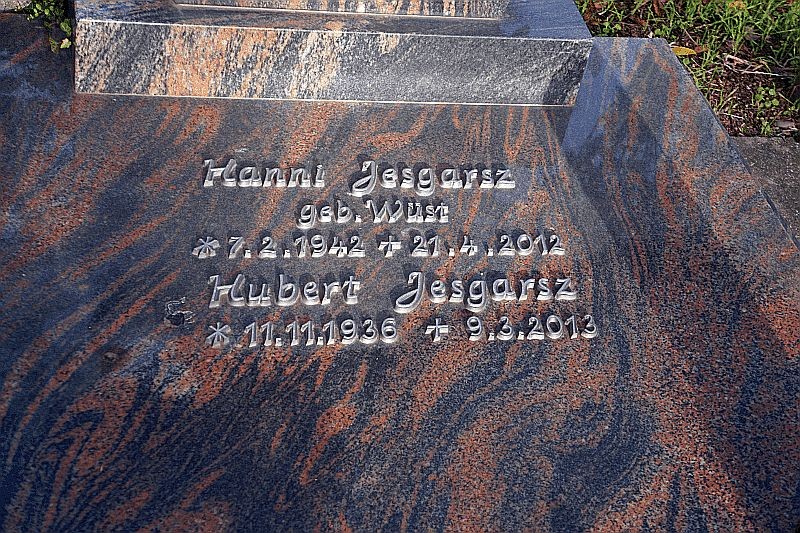 Hanni Jesgarsz
geb. Wüst
* 7.2.1942 + 21.4.2012
Hubert Jesgarsz
* 11.11.1936 + 9.3.2013